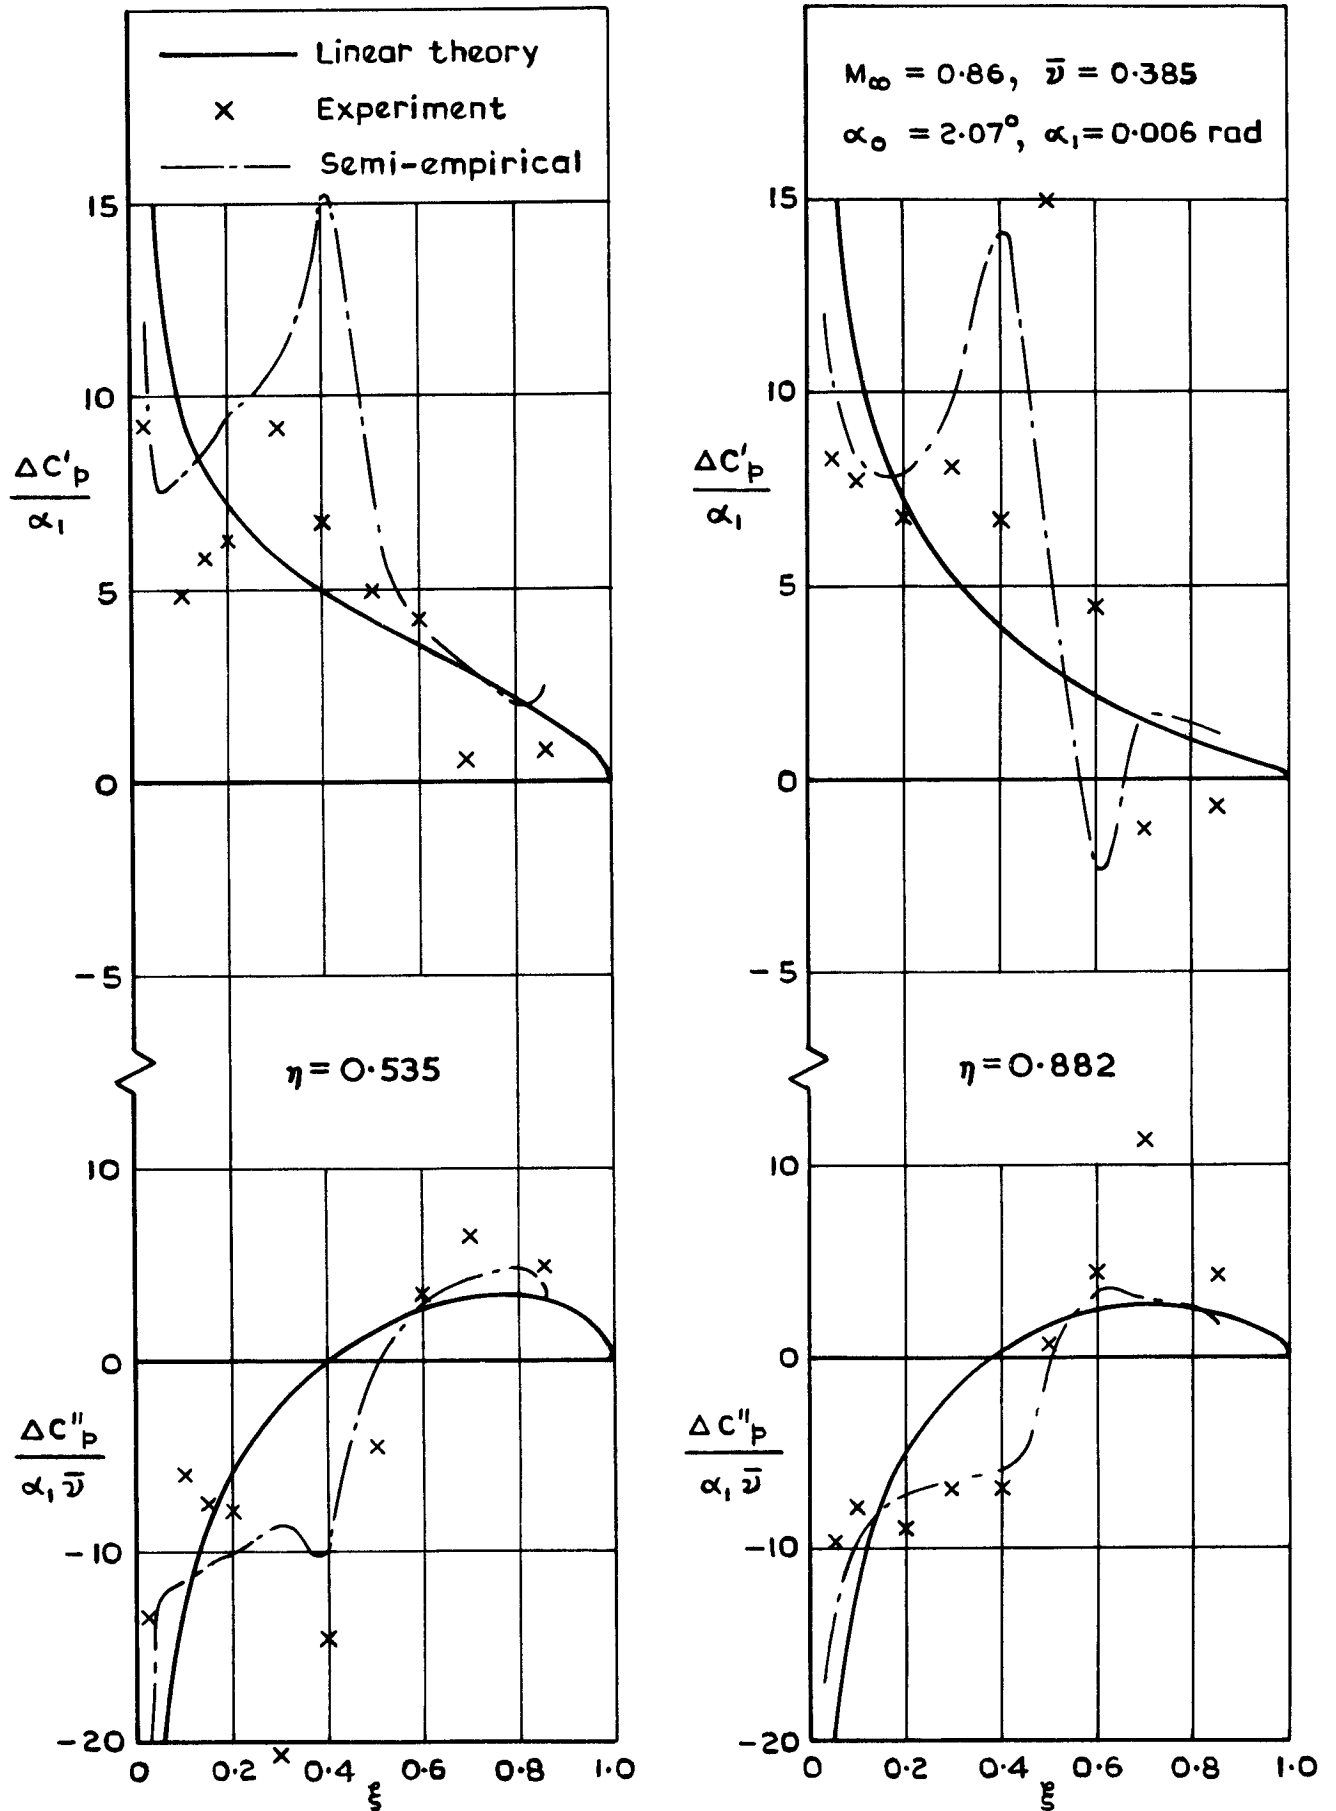 Linear theory
× Experiment
Semi-empirical
M∞ = 0·86, ν̄ = 0·385
α₀ = 2·07°, α₁ = 0·006 rad
15
10
5
0
-5
ΔC'p
α₁
η = 0·535
10
0
-10
-20
ΔC''p
α₁ ν̄
0 0·2 0·4 0·6 0·8 1·0
ξ
15
10
5
0
-5
ΔC'p
α₁
η = 0·882
10
0
-10
-20
ΔC''p
α₁ ν̄
0 0·2 0·4 0·6 0·8 1·0
ξ